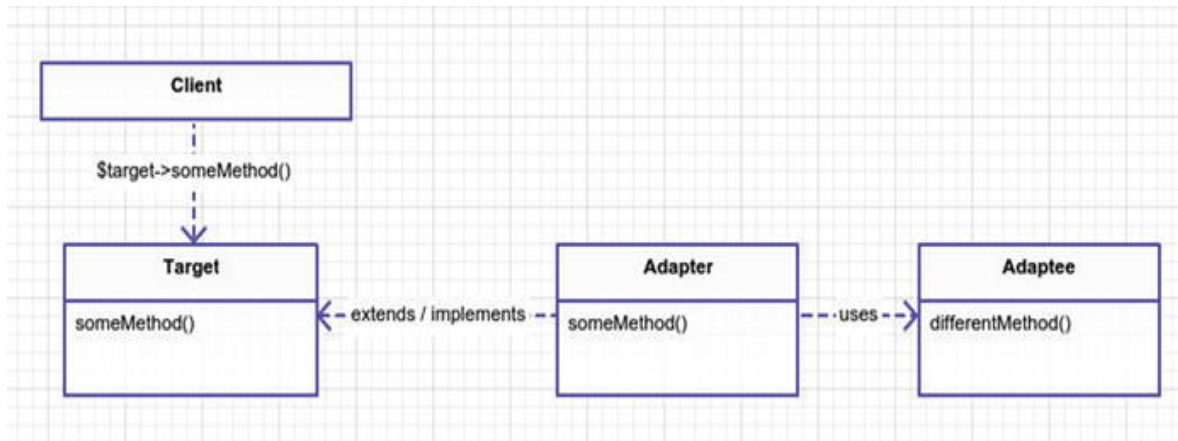 Client
$target->someMethod()
Target
someMethod()
extends / implements
Adapter
someMethod()
uses
Adaptee
differentMethod()